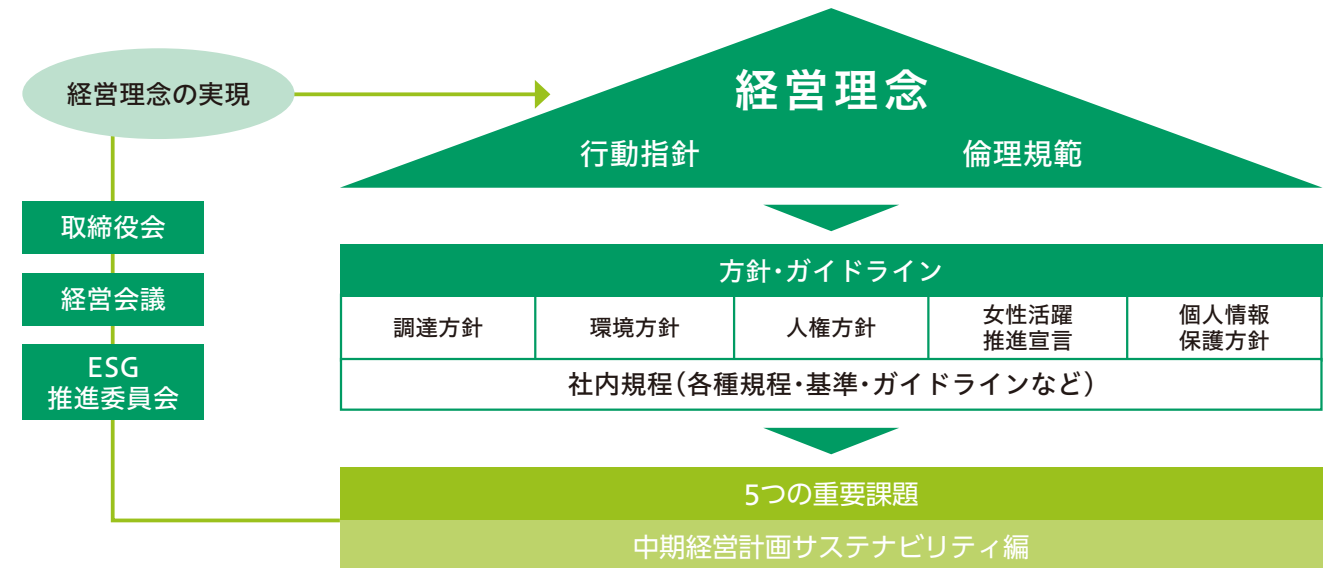 経営理念の実現
取締役会
経営会議
ESG
推進委員会
経営理念
行動指針 倫理規範
方針・ガイドライン
調達方針
環境方針
人権方針
女性活躍
推進宣言
個人情報
保護方針
社内規程(各種規程・基準・ガイドラインなど)
5つの重要課題
中期経営計画サステナビリティ編